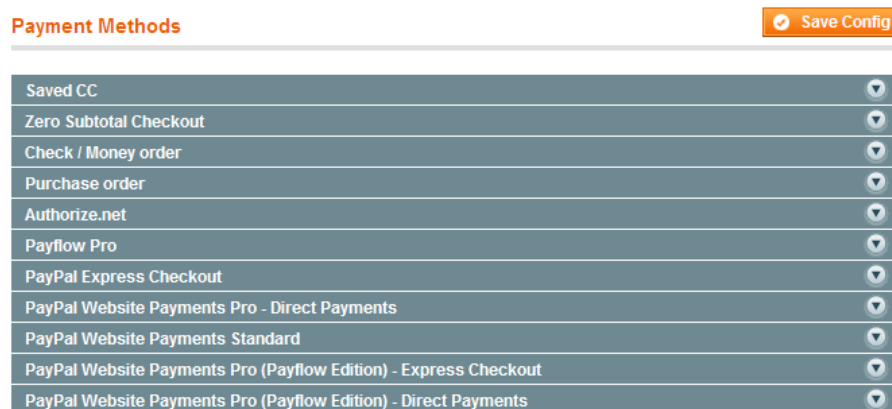 Payment Methods
Save Config
Saved CC
Zero Subtotal Checkout
Check / Money order
Purchase order
Authorize.net
Payflow Pro
PayPal Express Checkout
PayPal Website Payments Pro - Direct Payments
PayPal Website Payments Standard
PayPal Website Payments Pro (Payflow Edition) - Express Checkout
PayPal Website Payments Pro (Payflow Edition) - Direct Payments